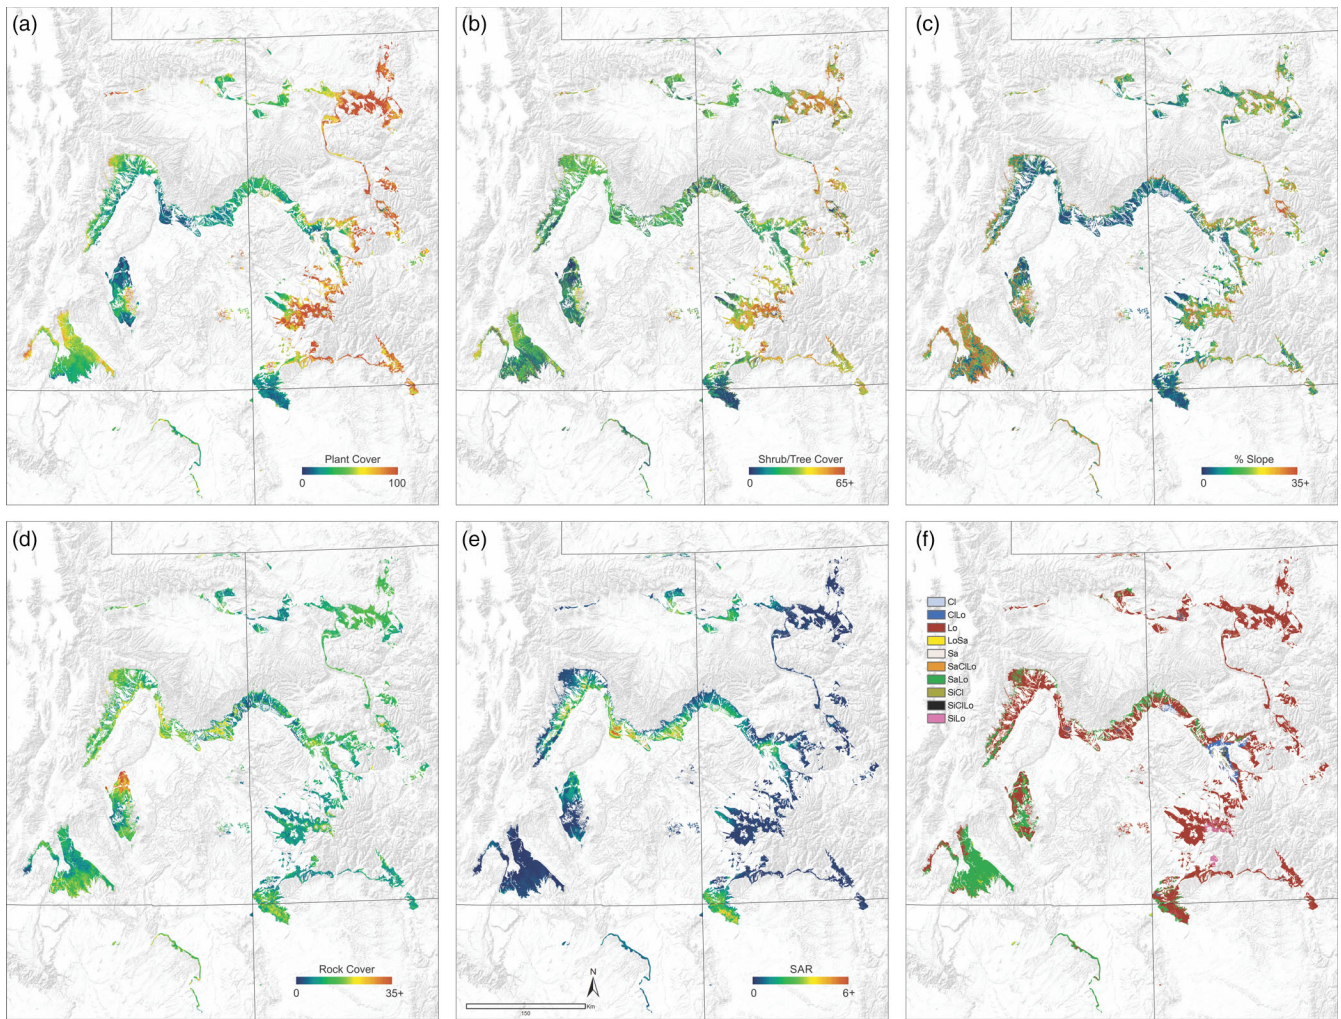 (a)
Plant Cover
0 100
(b)
Shrub/Tree Cover
0 65+
(c)
% Slope
0 35+
(d)
Rock Cover
0 35+
(e)
N
Km
150
SAR
0 6+
(f)
Cl
ClLo
Lo
LoSa
Sa
SaClLo
SaLo
SiCl
SiClLo
SiLo